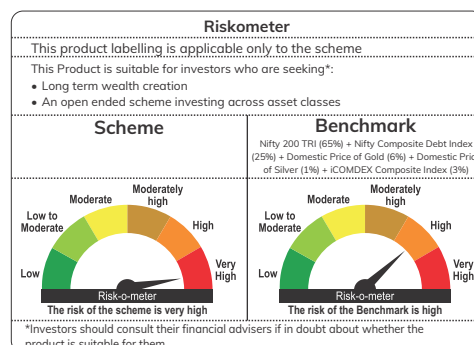 Riskometer
This product labelling is applicable only to the scheme
This Product is suitable for investors who are seeking*:
• Long term wealth creation
• An open ended scheme investing across asset classes
Scheme
Benchmark
Nifty 200 TRI (65%) + Nifty Composite Debt Index
(25%) + Domestic Price of Gold (6%) + Domestic Price
of Silver (1%) + iCOMDEX Composite Index (3%)
Low
Low to
Moderate
Moderate
Moderately
high
High
Very
High
Risk-o-meter
The risk of the scheme is very high
Low
Low to
Moderate
Moderate
Moderately
high
High
Very
High
Risk-o-meter
The risk of the Benchmark is high
*Investors should consult their financial advisers if in doubt about whether the
product is suitable for them